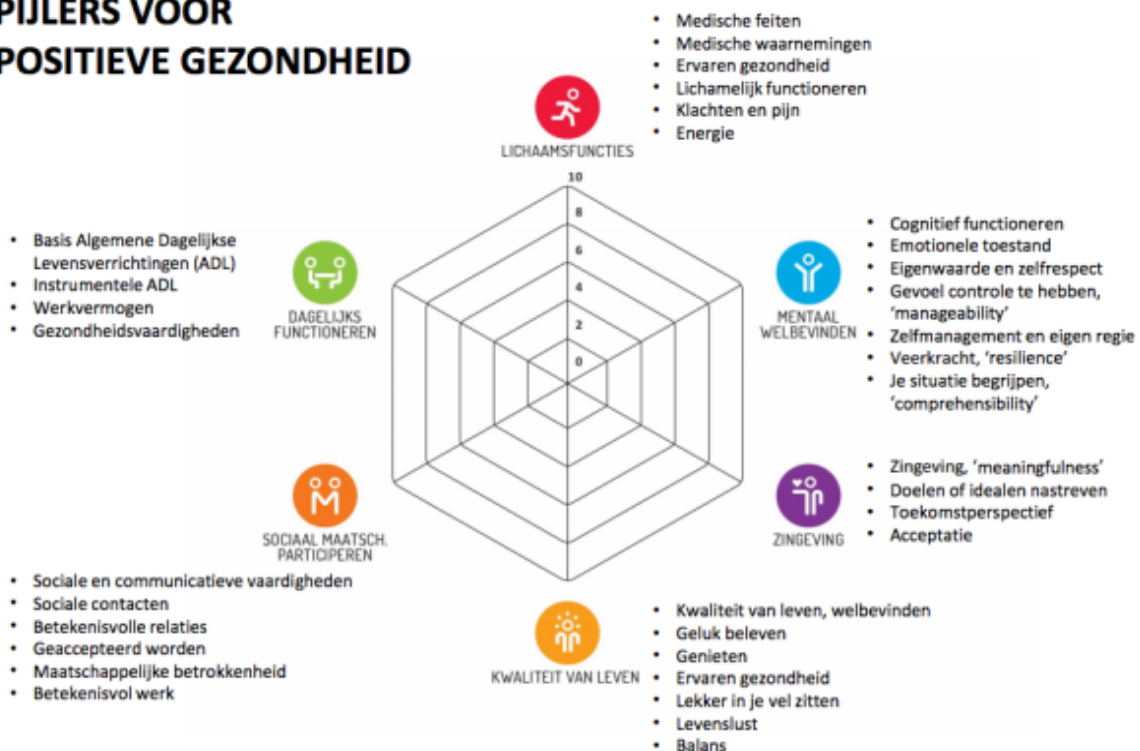 PIJLERS VOOR
POSITIEVE GEZONDHEID
• Medische feiten
• Medische waarnemingen
• Ervaren gezondheid
• Lichamelijk functioneren
• Klachten en pijn
• Energie
LICHAAMSFUNCTIES
10
8
6
4
2
0
• Basis Algemene Dagelijkse
Levensverrichtingen (ADL)
• Instrumentele ADL
• Werkvermogen
• Gezondheidsvaardigheden
DAGELIJKS
FUNCTIONEREN
MENTAAL
WELBEVINDEN
• Cognitief functioneren
• Emotionele toestand
• Eigenwaarde en zelfrespect
• Gevoel controle te hebben,
‘manageability’
• Zelfmanagement en eigen regie
• Veerkracht, ‘resilience’
• Je situatie begrijpen,
‘comprehensibility’
SOCIAAL MAATSCH.
PARTICIPEREN
ZINGEVING
• Zingeving, ‘meaningfulness’
• Doelen of idealen nastreven
• Toekomstperspectief
• Acceptatie
• Sociale en communicatieve vaardigheden
• Sociale contacten
• Betekenisvolle relaties
• Geaccepteerd worden
• Maatschappelijke betrokkenheid
• Betekenisvol werk
KWALITEIT VAN LEVEN
• Kwaliteit van leven, welbevinden
• Geluk beleven
• Genieten
• Ervaren gezondheid
• Lekker in je vel zitten
• Levenslust
• Balans